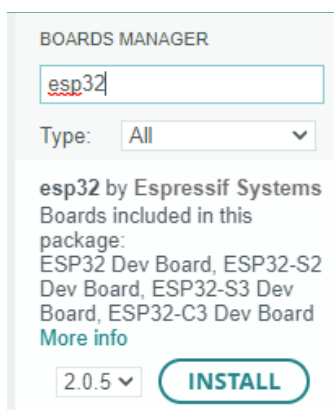 BOARDS MANAGER
esp32
Type: All
esp32 by Espressif Systems
Boards included in this
package:
ESP32 Dev Board, ESP32-S2
Dev Board, ESP32-S3 Dev
Board, ESP32-C3 Dev Board
More info
2.0.5 INSTALL